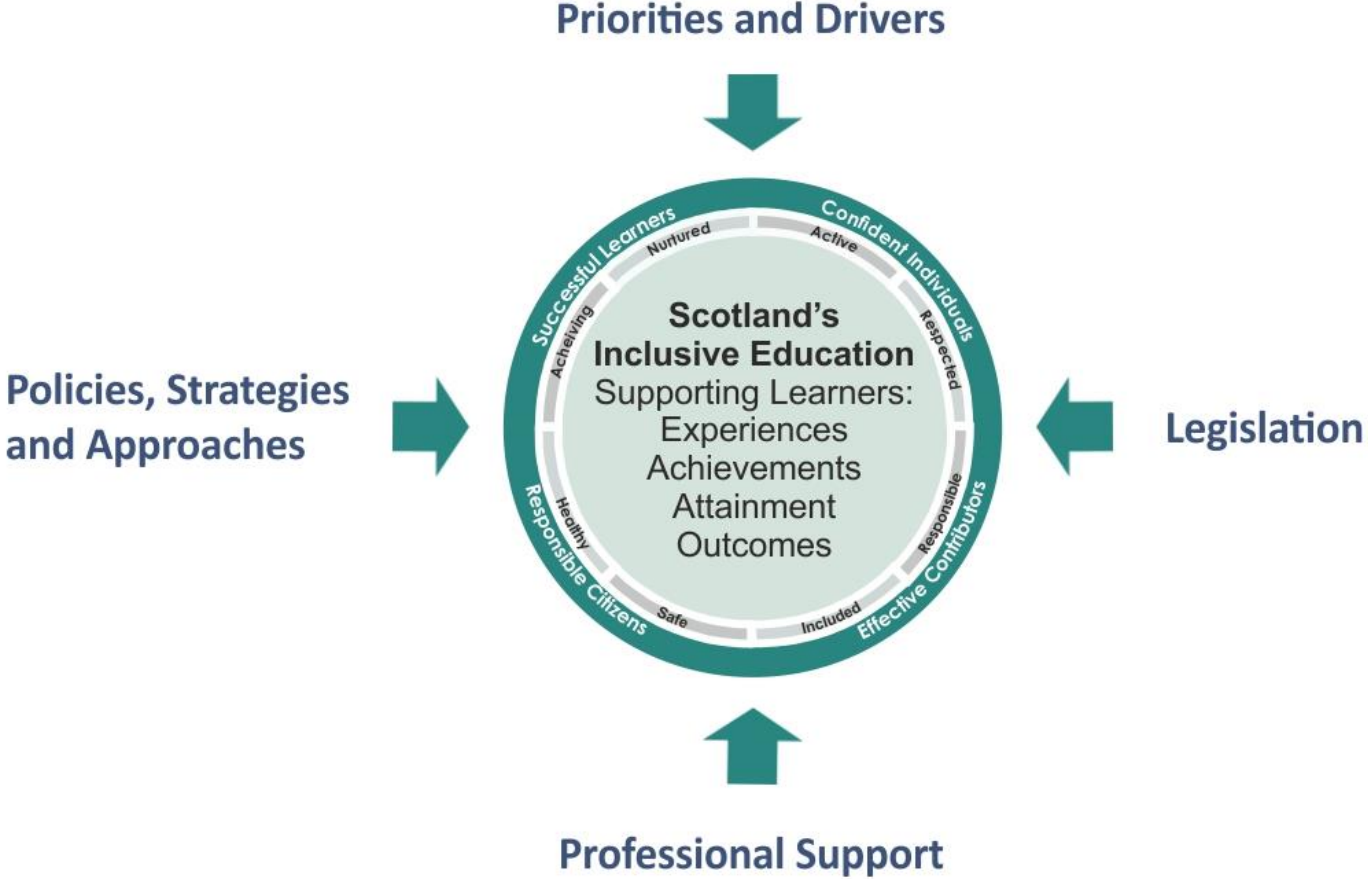 Priorities and Drivers
Successful Learners
Confident Individuals
Nurtured
Active
Acheiving
Respected
Scotland's
Inclusive Education
Supporting Learners:
Experiences
Achievements
Attainment
Outcomes
Policies, Strategies
and Approaches
Legislation
Healthy
Responsible
Safe
Included
Responsible Citizens
Effective Contributors
Professional Support